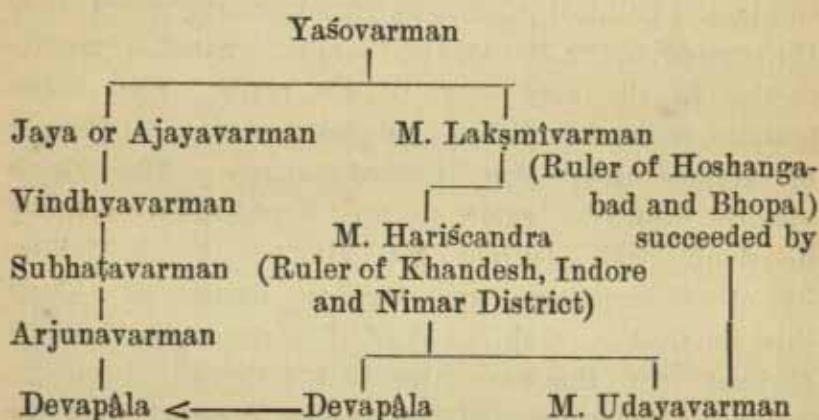 Yaśovarman
Jaya or Ajayavarman M. Lakṣmîvarman
(Ruler of Hoshanga-
Vindhyavarman bad and Bhopal)
M. Hariścandra succeeded by
Subhaṭavarman (Ruler of Khandesh, Indore
and Nimar District)
Arjunavarman
Devapâla Devapâla M. Udayavarman